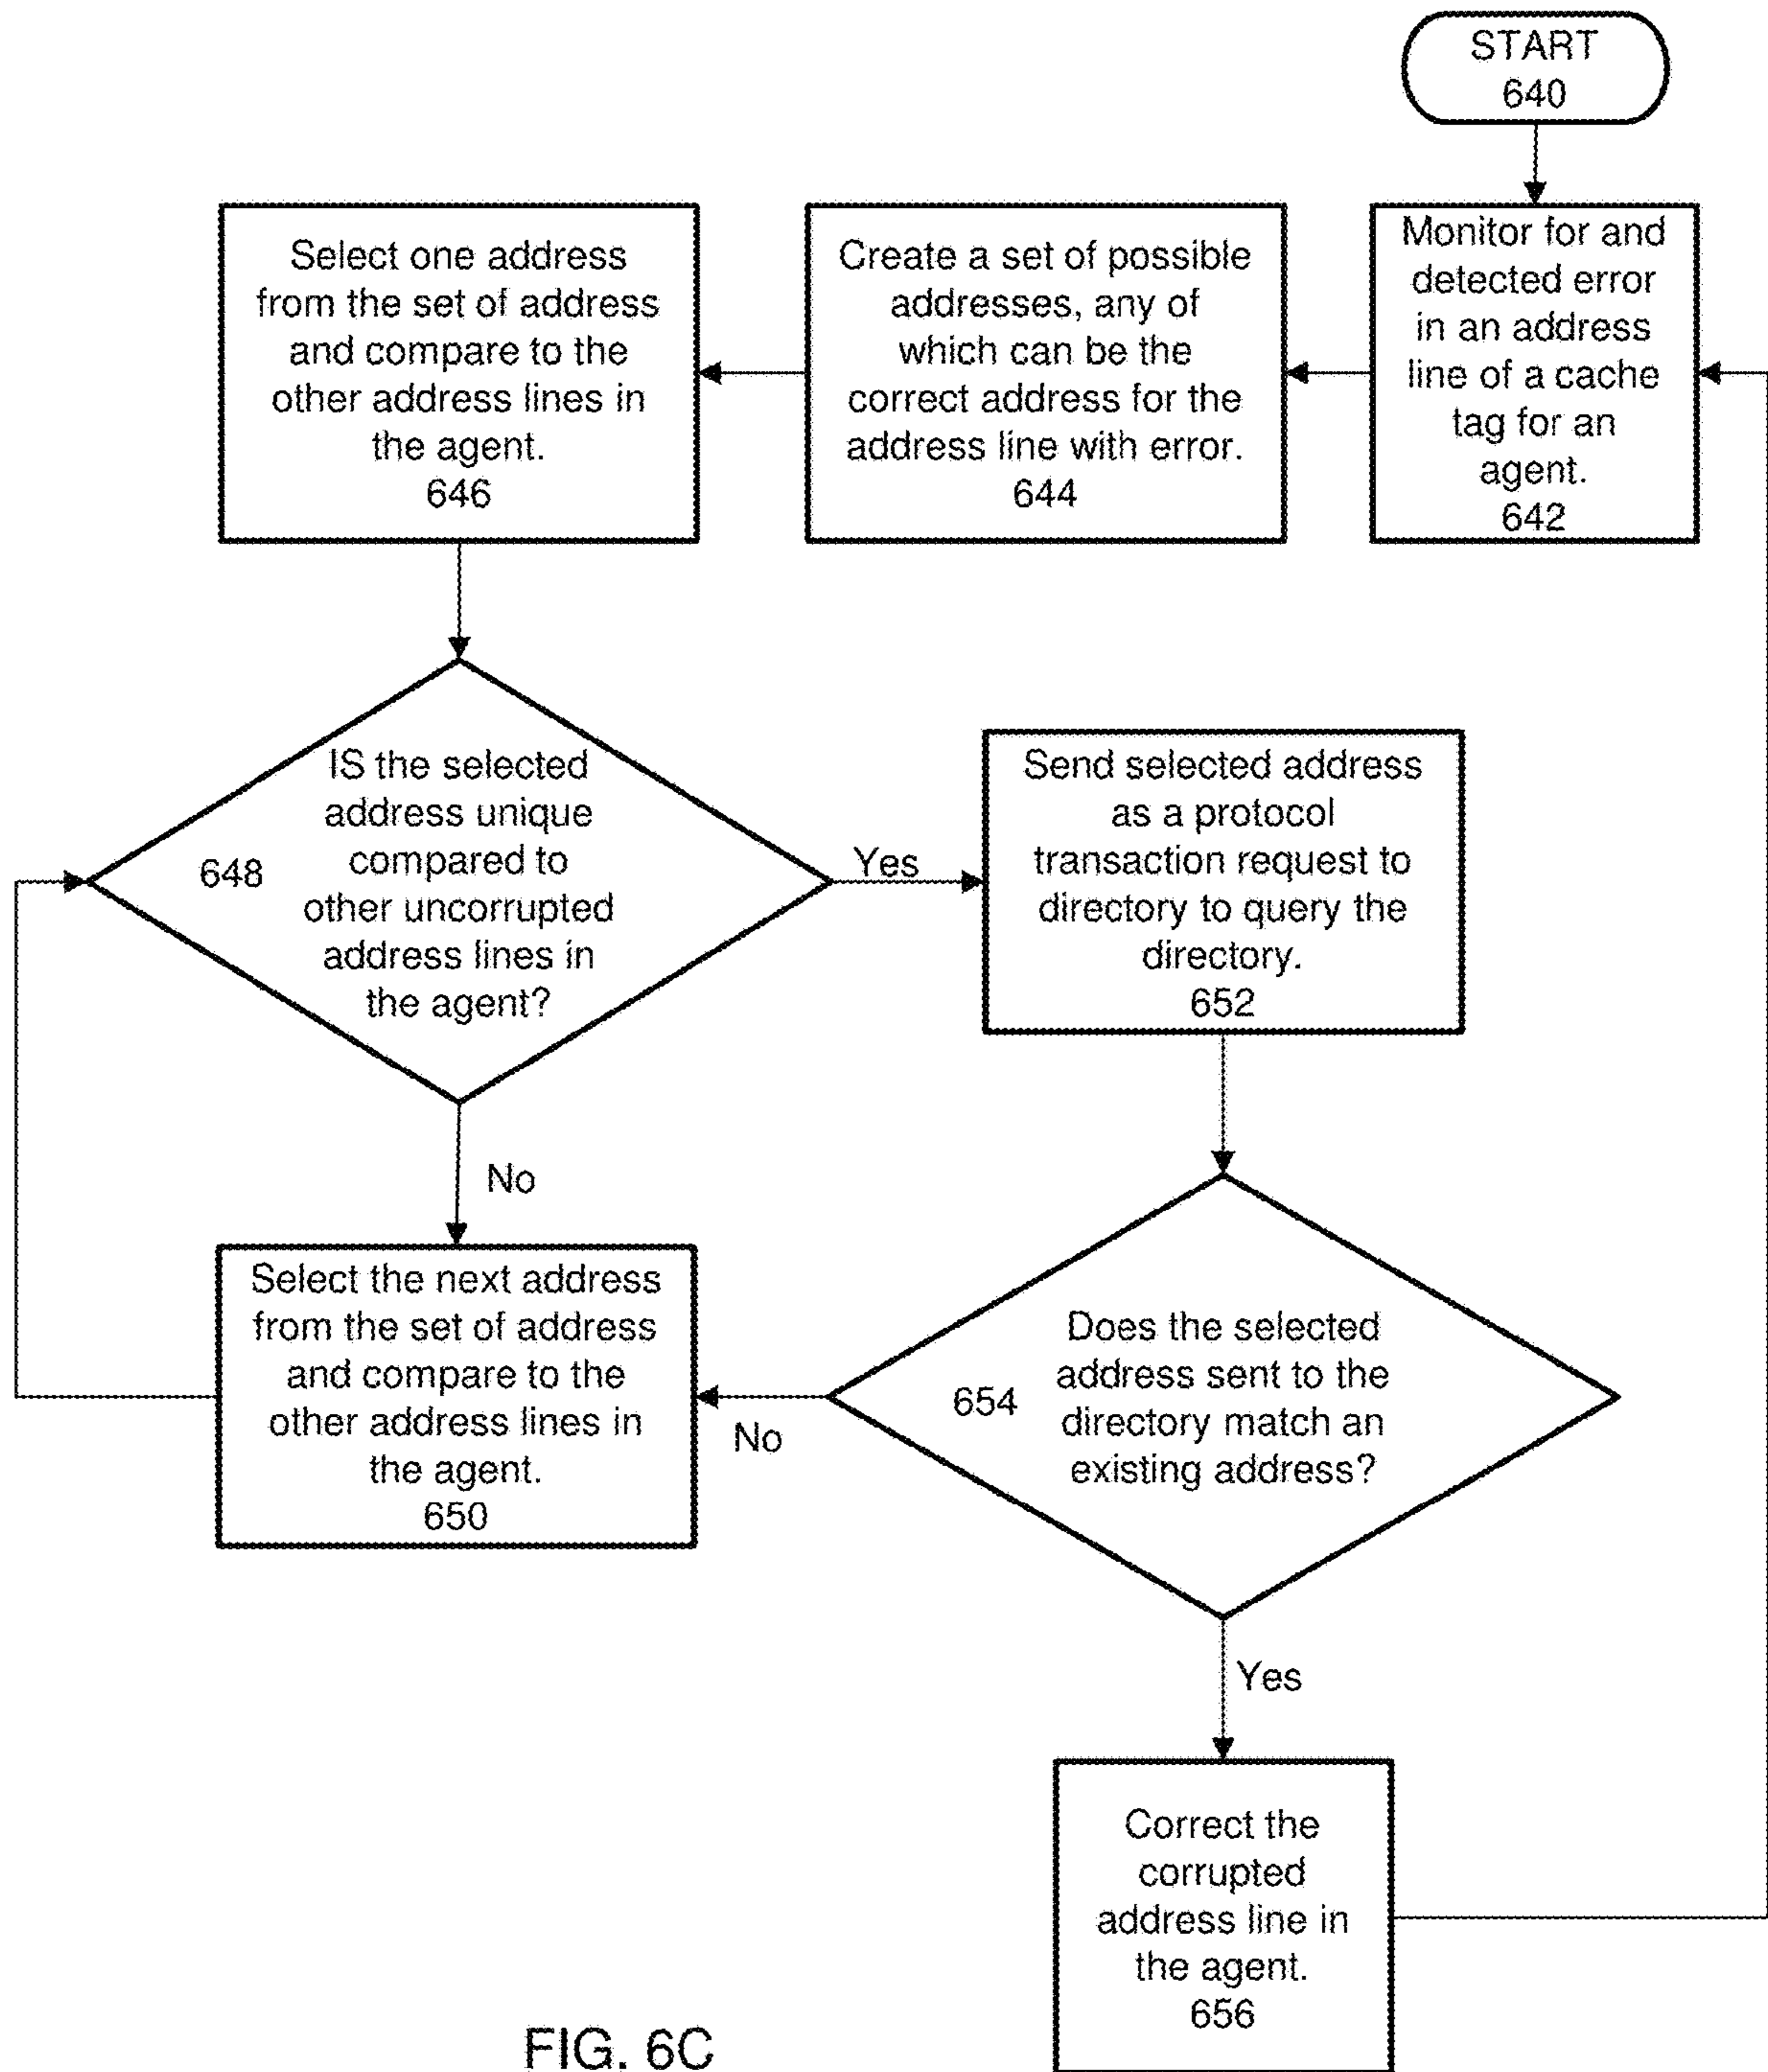 START
640
Monitor for and
detected error
in an address
line of a cache
tag for an
agent.
642
Create a set of possible
addresses, any of
which can be the
correct address for the
address line with error.
644
Select one address
from the set of address
and compare to the
other address lines in
the agent.
646
IS the selected
address unique
compared to
648
other uncorrupted
address lines in
the agent?
Yes
No
Send selected address
as a protocol
transaction request to
directory to query the
directory.
652
Select the next address
from the set of address
and compare to the
other address lines in
the agent.
650
Does the selected
address sent to the
654
directory match an
existing address?
No
Yes
Correct the
corrupted
address line in
the agent.
656
FIG. 6C